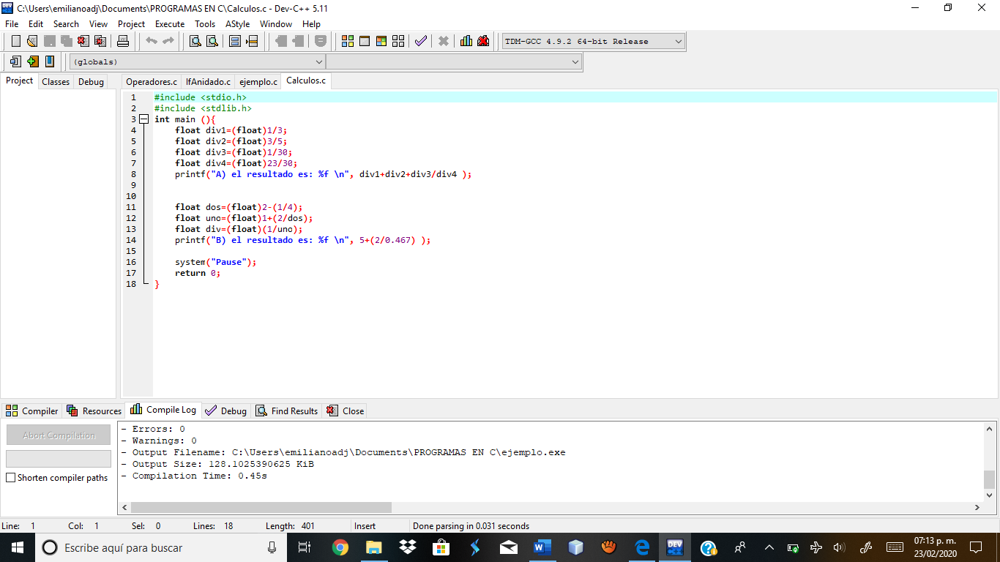 C:\Users\emilianoadj\Documents\PROGRAMAS EN C\Calculos.c - Dev-C++ 5.11
File Edit Search View Project Execute Tools AStyle Window Help
TDM-GCC 4.9.2 64-bit Release
(globals)
Project Classes Debug Operadores.c IfAnidado.c ejemplo.c Calculos.c
1 #include <stdio.h>
2 #include <stdlib.h>
3 int main (){
4 float div1=(float)1/3;
5 float div2=(float)3/5;
6 float div3=(float)1/30;
7 float div4=(float)23/30;
8 printf("A) el resultado es: %f \n", div1+div2+div3/div4 );
9
10
11 float dos=(float)2-(1/4);
12 float uno=(float)1+(2/dos);
13 float div=(float)(1/uno);
14 printf("B) el resultado es: %f \n", 5+(2/0.467) );
15
16 system("Pause");
17 return 0;
18 }
Compiler Resources Compile Log Debug Find Results Close
Abort Compilation
Shorten compiler paths
- Errors: 0
- Warnings: 0
- Output Filename: C:\Users\emilianoadj\Documents\PROGRAMAS EN C\ejemplo.exe
- Output Size: 128.1025390625 KiB
- Compilation Time: 0.45s
Line: 1 Col: 1 Sel: 0 Lines: 18 Length: 401 Insert Done parsing in 0.031 seconds
Escribe aquí para buscar
DEV
07:13 p. m.
23/02/2020